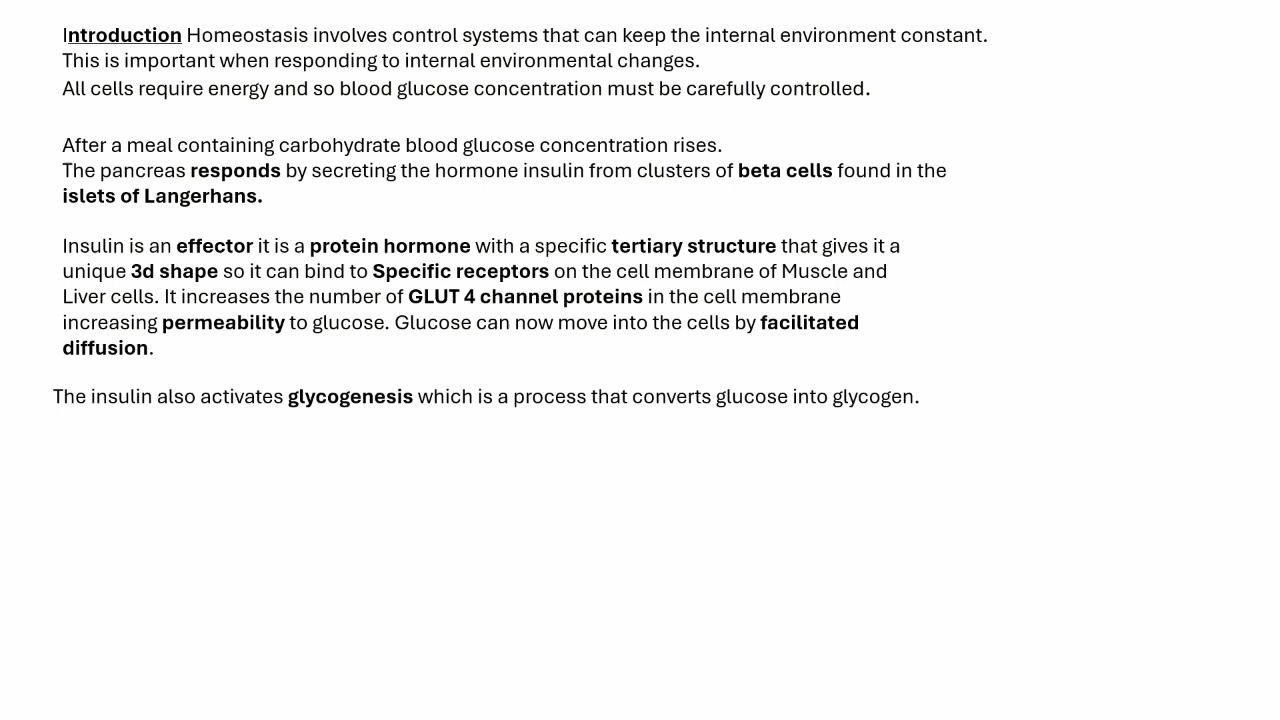 Introduction Homeostasis involves control systems that can keep the internal environment constant.
This is important when responding to internal environmental changes.
All cells require energy and so blood glucose concentration must be carefully controlled.
After a meal containing carbohydrate blood glucose concentration rises.
The pancreas responds by secreting the hormone insulin from clusters of beta cells found in the
islets of Langerhans.
Insulin is an effector it is a protein hormone with a specific tertiary structure that gives it a
unique 3d shape so it can bind to Specific receptors on the cell membrane of Muscle and
Liver cells. It increases the number of GLUT 4 channel proteins in the cell membrane
increasing permeability to glucose. Glucose can now move into the cells by facilitated
diffusion.
The insulin also activates glycogenesis which is a process that converts glucose into glycogen.